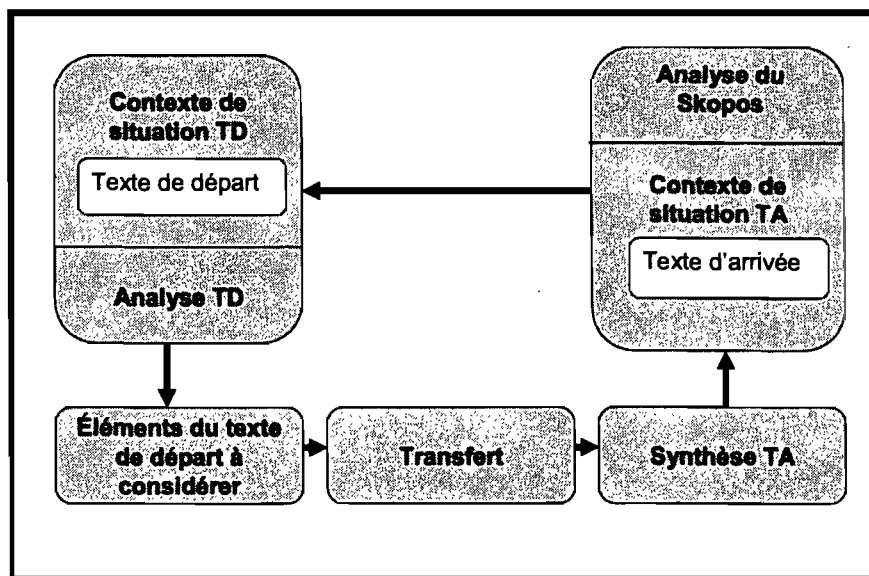 Contexte de
situation TD
Texte de départ
Analyse TD
Analyse du
Skopos
Contexte de
situation TA
Texte d'arrivée
Éléments du texte
de départ à
considérer
Transfert
Synthèse TA